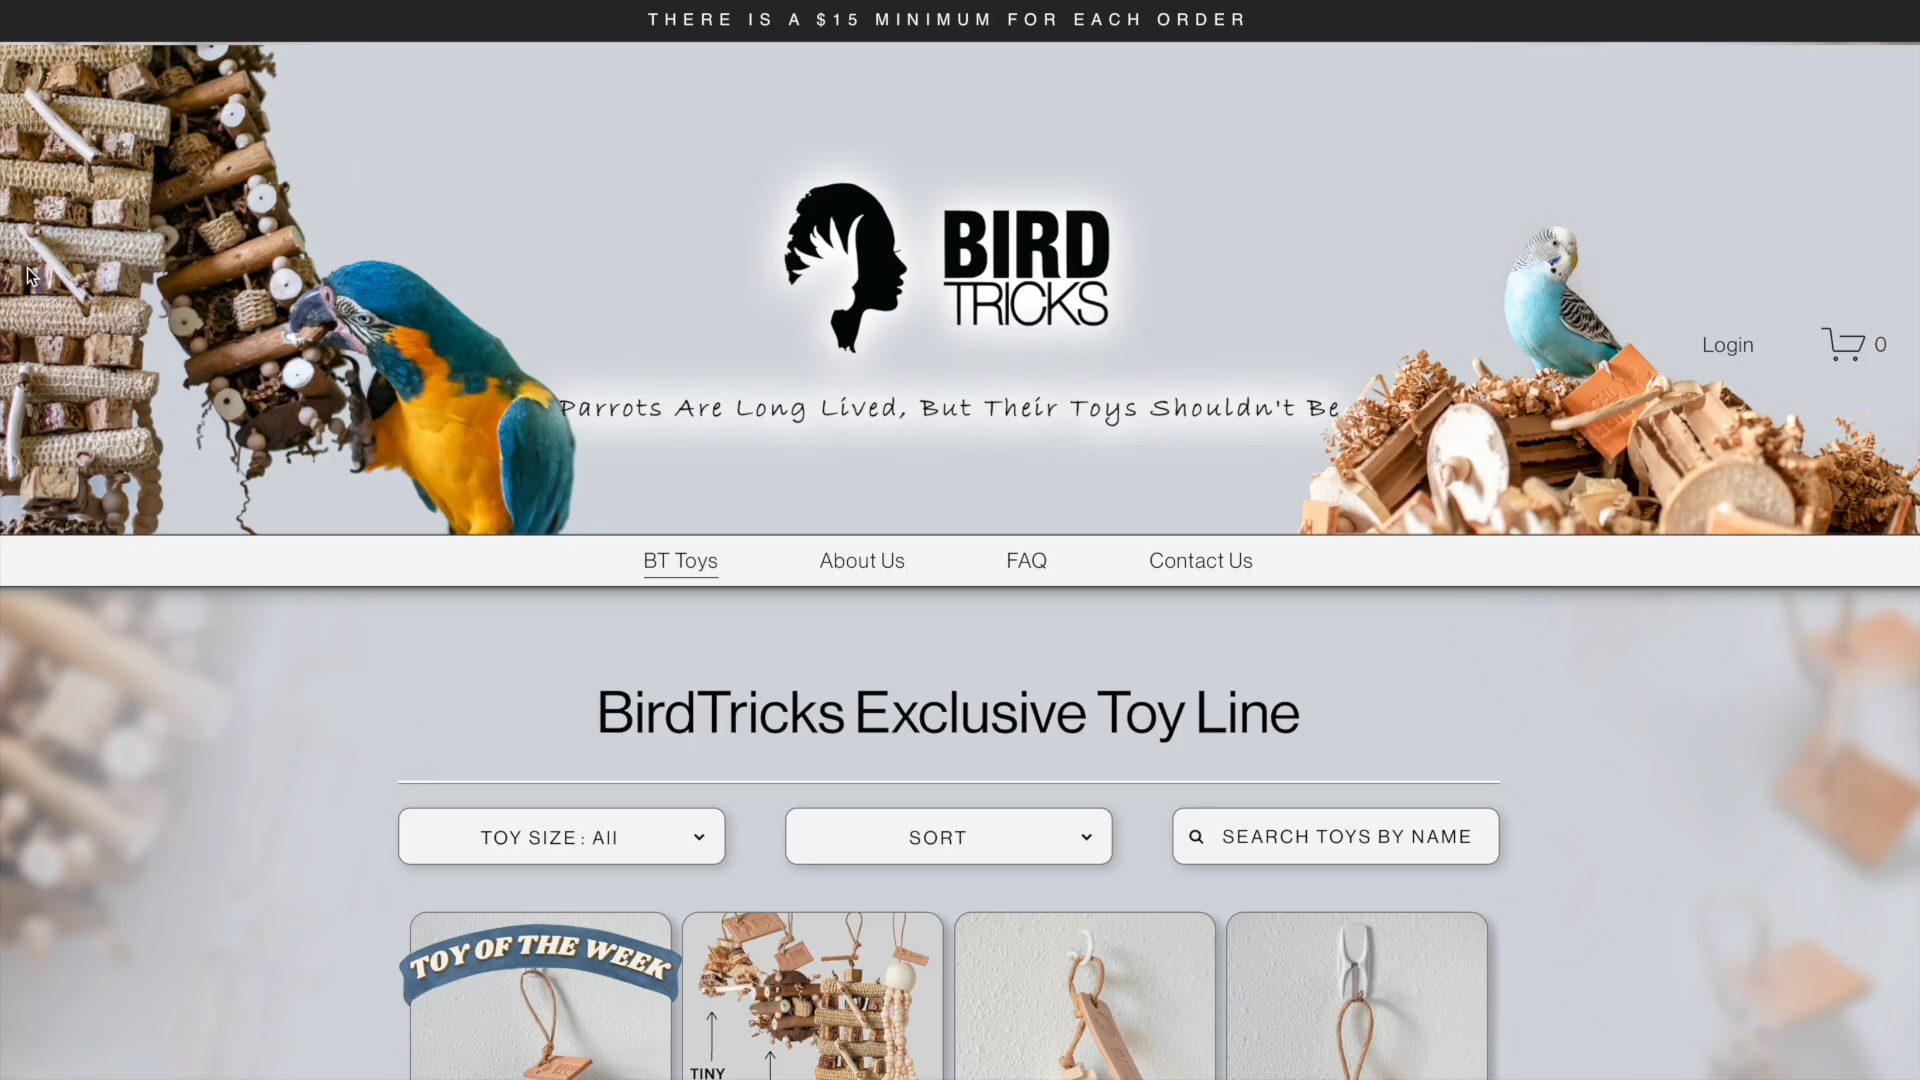 THERE IS A $15 MINIMUM FOR EACH ORDER
BIRD
TRICKS
Parrots Are Long Lived, But Their Toys Shouldn't Be
Login
0
BT Toys
About Us
FAQ
Contact Us
BirdTricks Exclusive Toy Line
TOY SIZE : All
SORT
SEARCH TOYS BY NAME
TOY OF THE WEEK
TINY